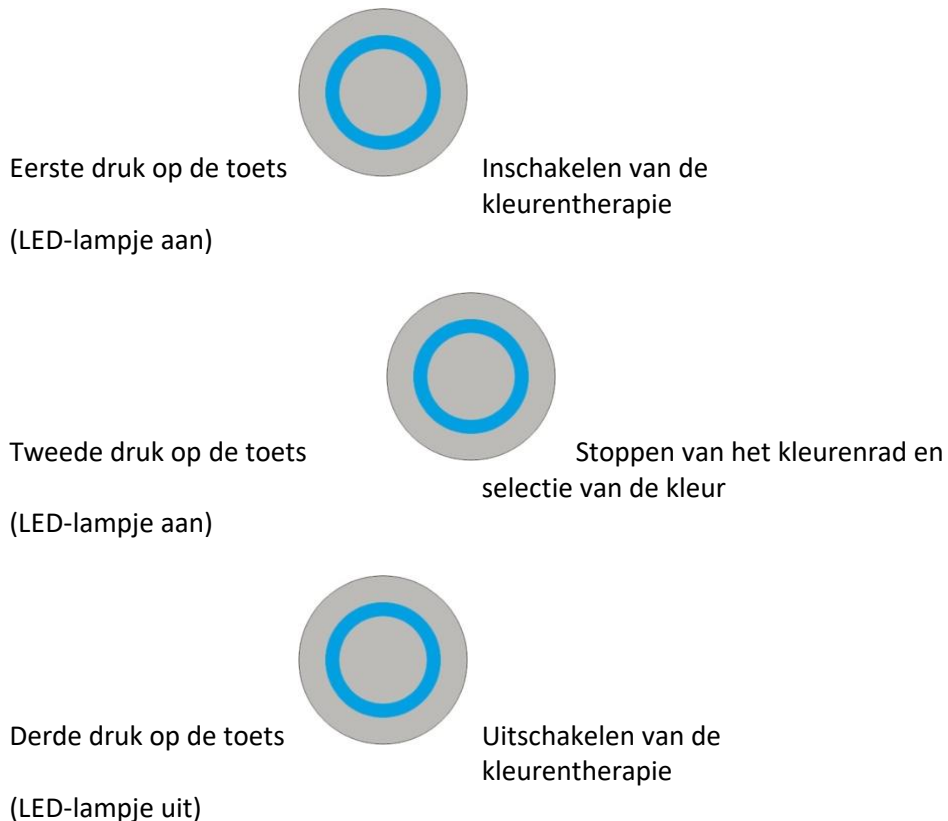 Eerste druk op de toets
Inschakelen van de
kleurentherapie
(LED-lampje aan)
Tweede druk op de toets
Stoppen van het kleurenrad en
selectie van de kleur
(LED-lampje aan)
Derde druk op de toets
Uitschakelen van de
kleurentherapie
(LED-lampje uit)